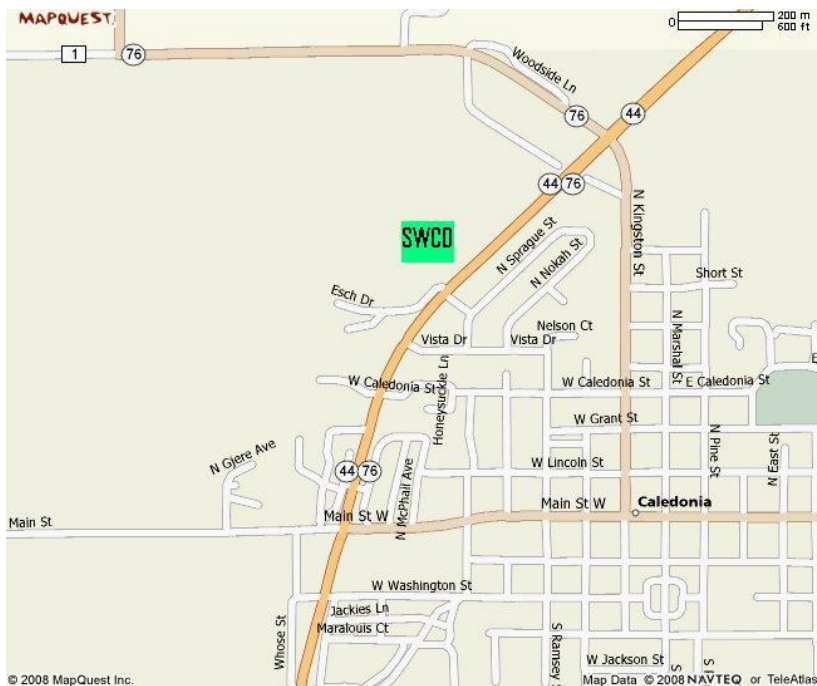 MAPQUEST
0 200 m
600 ft
1
76
Woodside Ln
76
44
44 76
N Kingston St
SWCD
N Sprague St
N Nokah St
Short St
Esch Dr
N Marshal St
Nelson Ct
Vista Dr
Vista Dr
Honeysuckle Ln
W Caledonia St
W Caledonia St
E Caledonia St
E
W Grant St
N Pine St
N East St
N Gjere Ave
44 76
N McPhail Ave
W Lincoln St
Main St
Main St W
Main St W
Caledonia
W Washington St
Jackies Ln
Maralouis Ct
Whose St
S Ramsey St
W Jackson St
S
S
© 2008 MapQuest Inc.
Map Data © 2008 NAVTEQ or TeleAtlas